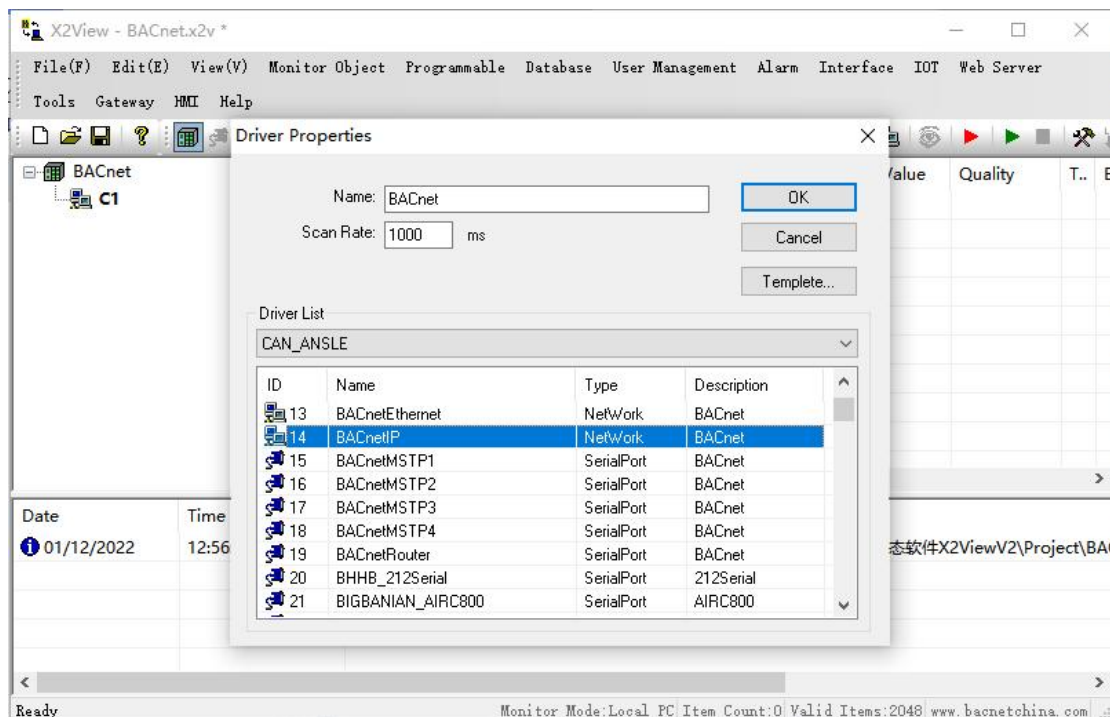 X2View - BACnet.x2v *
File(F) Edit(E) View(V) Monitor Object Programmable Database User Management Alarm Interface IOT Web Server
Tools Gateway HMI Help
Driver Properties
BACnet
C1
Name: BACnet
OK
Scan Rate: 1000 ms
Cancel
Templete...
Driver List
CAN_ANSLE
ID Name Type Description
13 BACnetEthernet NetWork BACnet
14 BACnetIP NetWork BACnet
15 BACnetMSTP1 SerialPort BACnet
16 BACnetMSTP2 SerialPort BACnet
17 BACnetMSTP3 SerialPort BACnet
18 BACnetMSTP4 SerialPort BACnet
19 BACnetRouter SerialPort BACnet
20 BHHB_212Serial SerialPort 212Serial
21 BIGBANIAN_AIRC800 SerialPort AIRC800
Quality T..
Date Time
01/12/2022 12:56
态软件X2ViewV2\Project\BA
Ready
Monitor Mode:Local PC Item Count:0 Valid Items:2048 www.bacnetchina.com